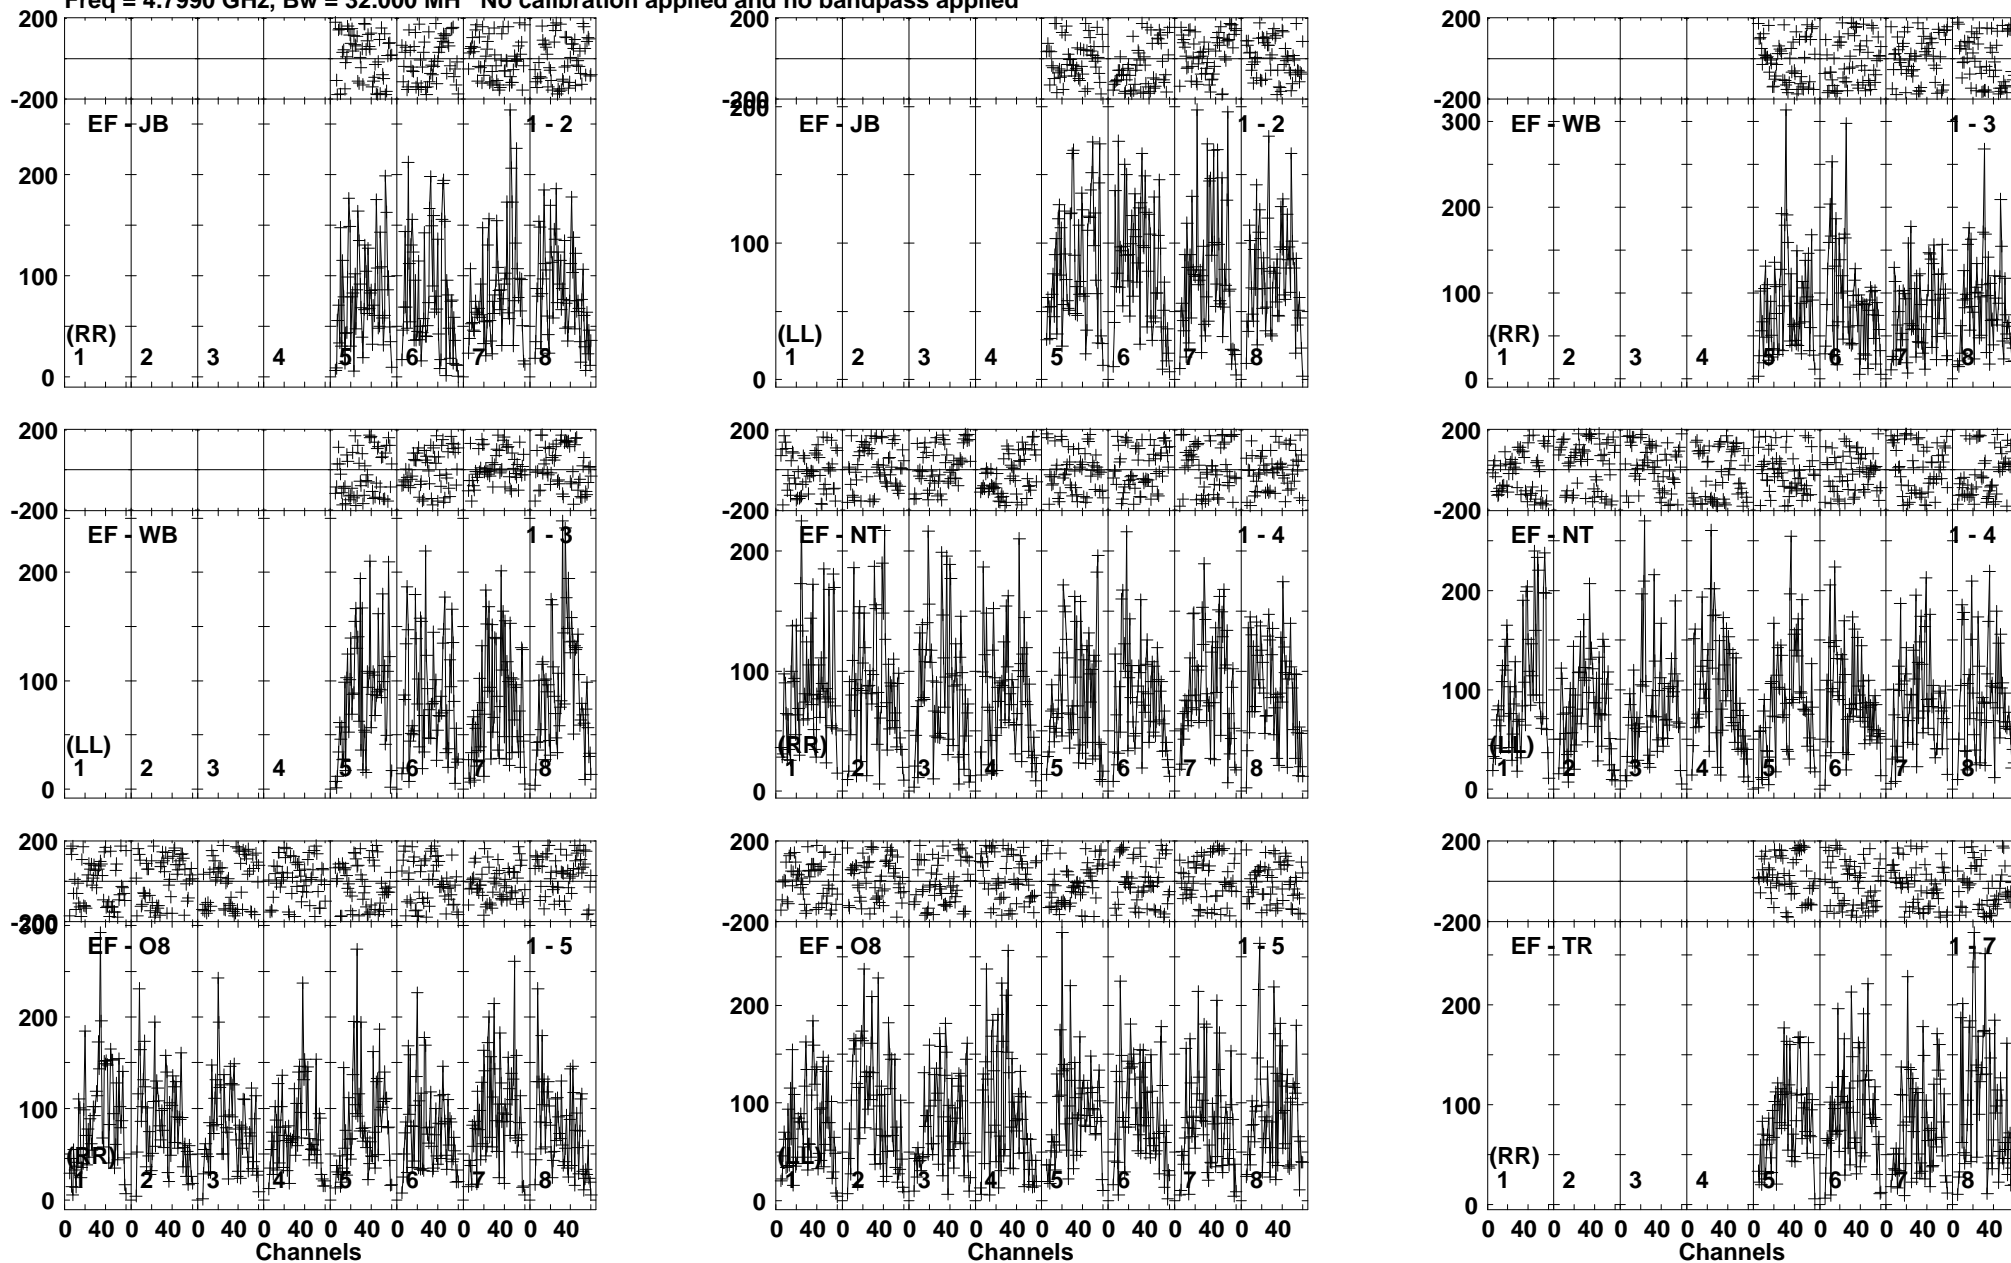 Freq = 4.7990 GHz, Bw = 32.000 MH No calibration applied and no bandpass applied
200 200 200
-200 -200 -200
EF - JB 1 - 2 EF - JB 1 - 2 EF - WB 1 - 3
300
200 200
200
100 100 100
(RR) (LL) (RR)
1 2 3 4 5 6 7 8 1 2 3 4 5 6 7 8 1 2 3 4 5 6 7 8
0 0 0
200 200 200
-200 -200 -200
EF - WB 1 - 3 EF - NT 1 - 4 EF - NT 1 - 4
200 200 200
100 100 100
(LL) (RR) (LL)
1 2 3 4 5 6 7 8 1 2 3 4 5 6 7 8 1 2 3 4 5 6 7 8
0 0 0
200 200 200
-200 -200 -200
300
EF - O8 1 - 5 EF - O8 1 - 5 EF - TR 1 - 7
200 200 200
100 100 100
(RR) (LL) (RR)
1 2 3 4 5 6 7 8 1 2 3 4 5 6 7 8 1 2 3 4 5 6 7 8
0 0 0
0 40 0 40 0 40 0 40 0 40 0 40 0 40 0 40 0 40 0 40 0 40 0 40 0 40 0 40 0 40 0 40 0 40 0 40 0 40 0 40 0 40 0 40 0 40 0 40
Channels Channels Channels